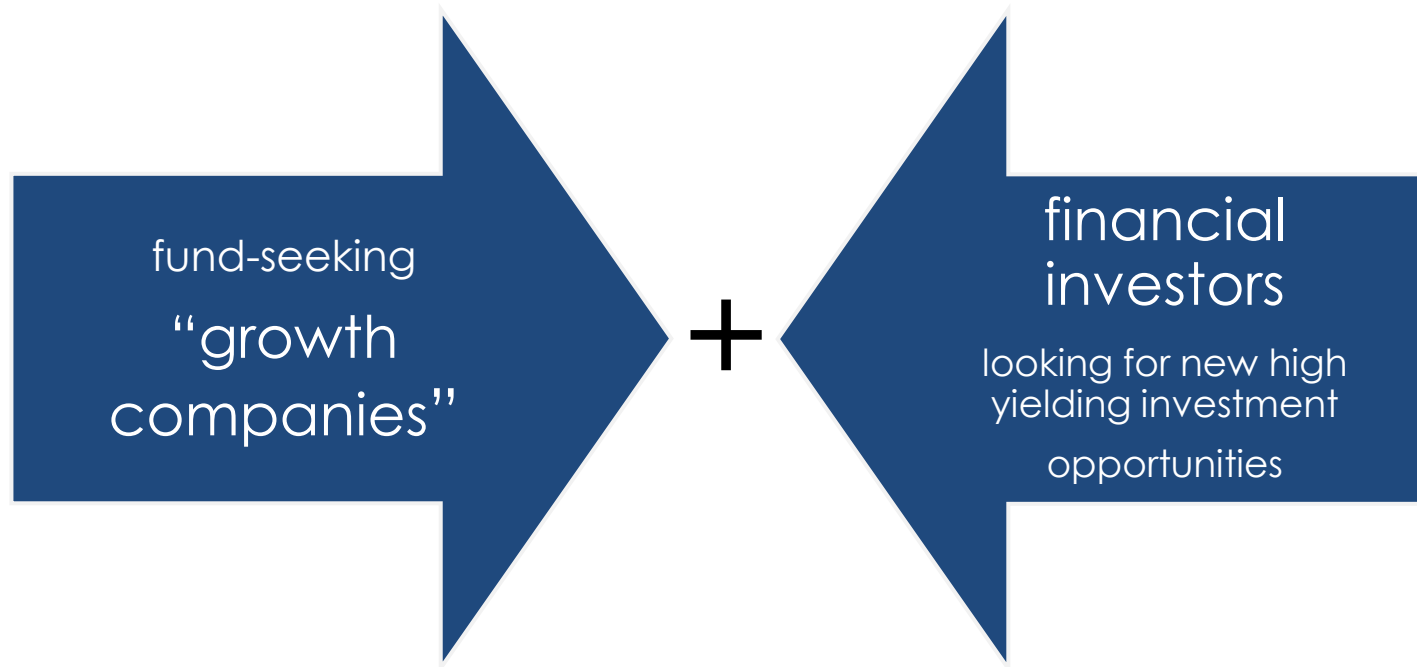 fund-seeking
“growth
companies”
+
financial
investors
looking for new high
yielding investment
opportunities